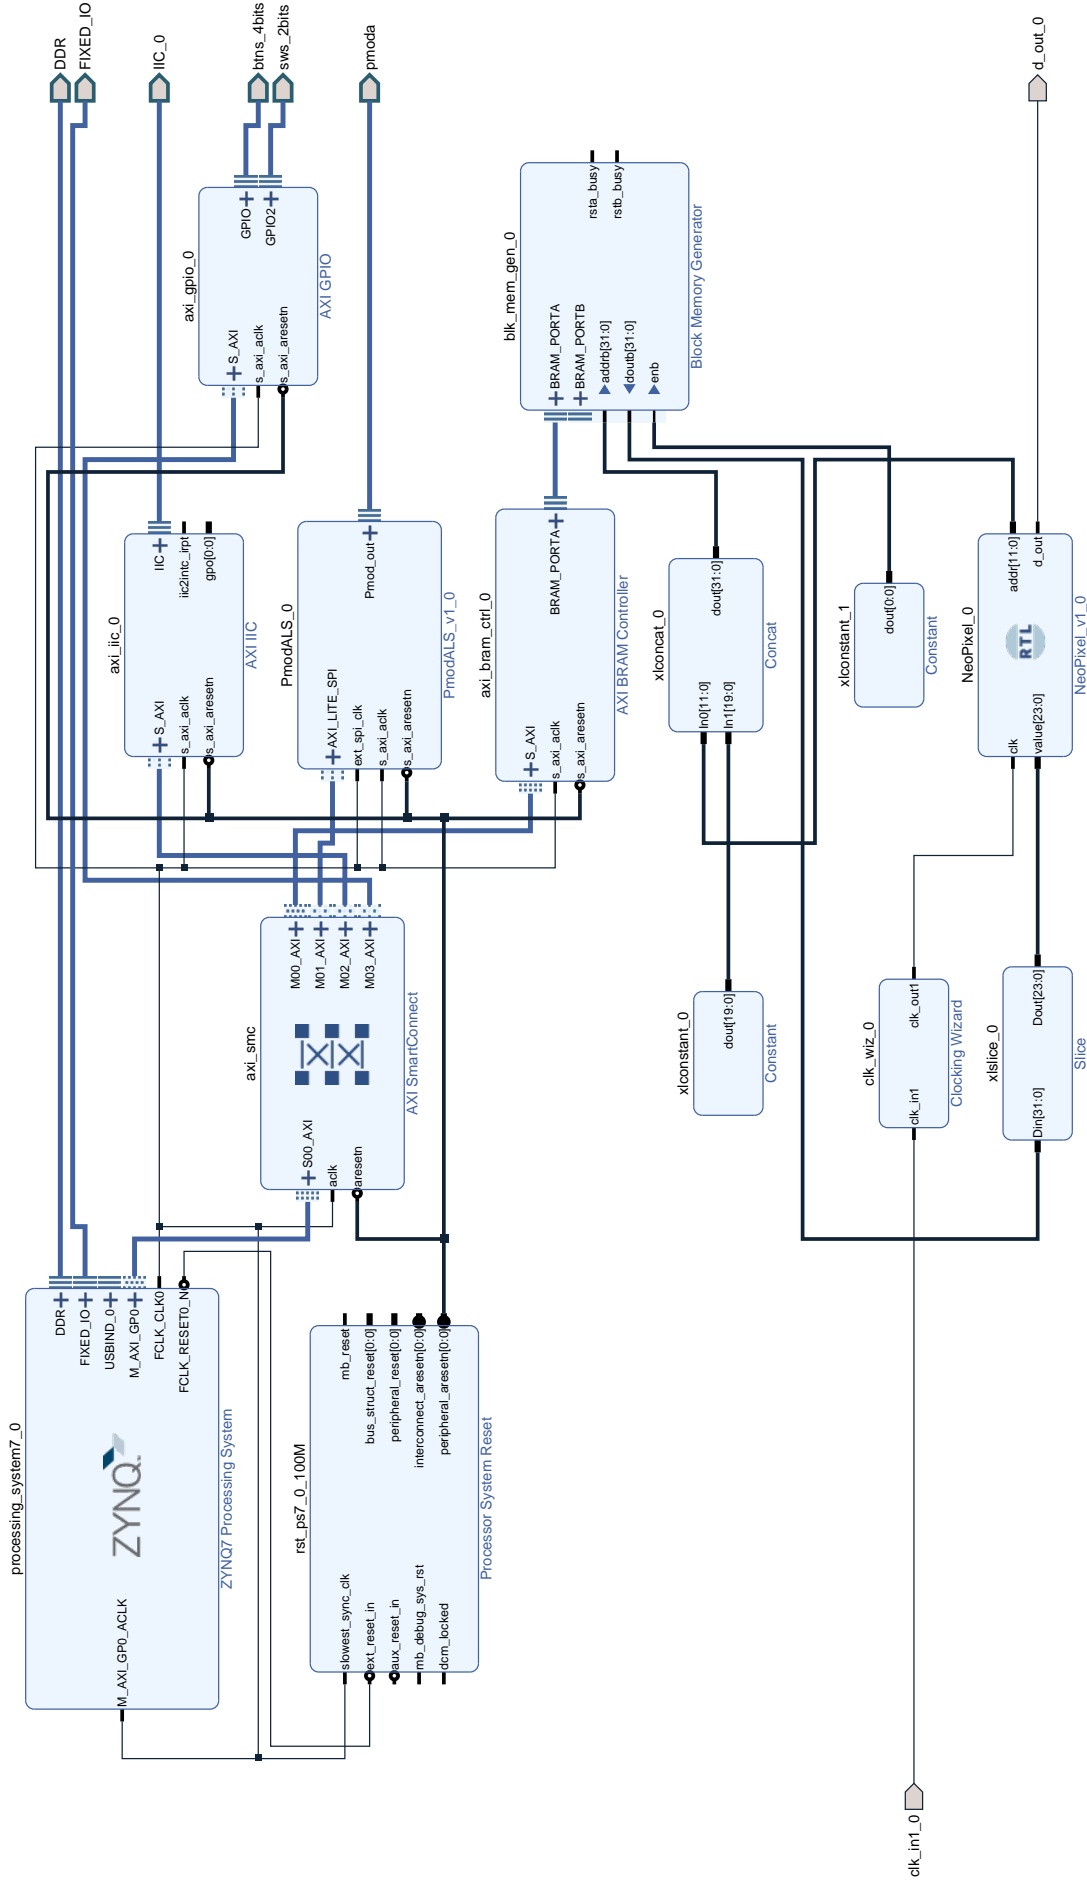 processing_system7_0
ZYNQ
M_AXI_GP0_ACLK
DDR
FIXED_IO
USBIND_0
M_AXI_GP0
FCLK_CLK0
FCLK_RESET0_N
ZYNQ7 Processing System
rst_ps7_0_100M
slowest_sync_clk
ext_reset_in
aux_reset_in
mb_debug_sys_rst
dcm_locked
mb_reset
bus_struct_reset[0:0]
peripheral_reset[0:0]
interconnect_aresetn[0:0]
peripheral_aresetn[0:0]
Processor System Reset
axi_smc
S00_AXI
aclk
aresetn
M00_AXI
M01_AXI
M02_AXI
M03_AXI
AXI SmartConnect
axi_iic_0
S_AXI
s_axi_aclk
s_axi_aresetn
IIC
iic2intc_irpt
gpo[0:0]
AXI IIC
PmodALS_0
AXI_LITE_SPI
ext_spi_clk
s_axi_aclk
s_axi_aresetn
Pmod_out
PmodALS_v1_0
axi_bram_ctrl_0
S_AXI
s_axi_aclk
s_axi_aresetn
BRAM_PORTA
AXI BRAM Controller
axi_gpio_0
S_AXI
s_axi_aclk
s_axi_aresetn
GPIO
GPIO2
AXI GPIO
blk_mem_gen_0
BRAM_PORTA
BRAM_PORTB
addrb[31:0]
doutb[31:0]
enb
rsta_busy
rstb_busy
Block Memory Generator
xlconcat_0
In0[11:0]
In1[19:0]
dout[31:0]
Concat
xlconstant_0
dout[19:0]
Constant
xlconstant_1
dout[0:0]
Constant
clk_wiz_0
clk_in1
clk_out1
Clocking Wizard
xlslice_0
Din[31:0]
Dout[23:0]
Slice
NeoPixel_0
clk
value[23:0]
RTL
addr[11:0]
d_out
NeoPixel_v1_0
clk_in1_0
DDR
FIXED_IO
IIC_0
btns_4bits
sws_2bits
pmoda
d_out_0